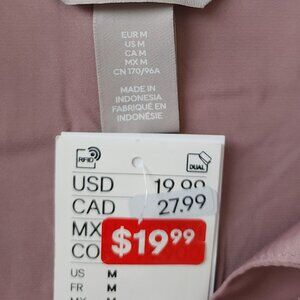 EUR M
US M
CA M
MX M
CN 170/96A
MADE IN
INDONESIA
FABRIQUÉ EN
INDONÉSIE
RFID
DUAL
USD 19.99
CAD 27.99
MX
$19.99
CO
US M
FR M
MX M